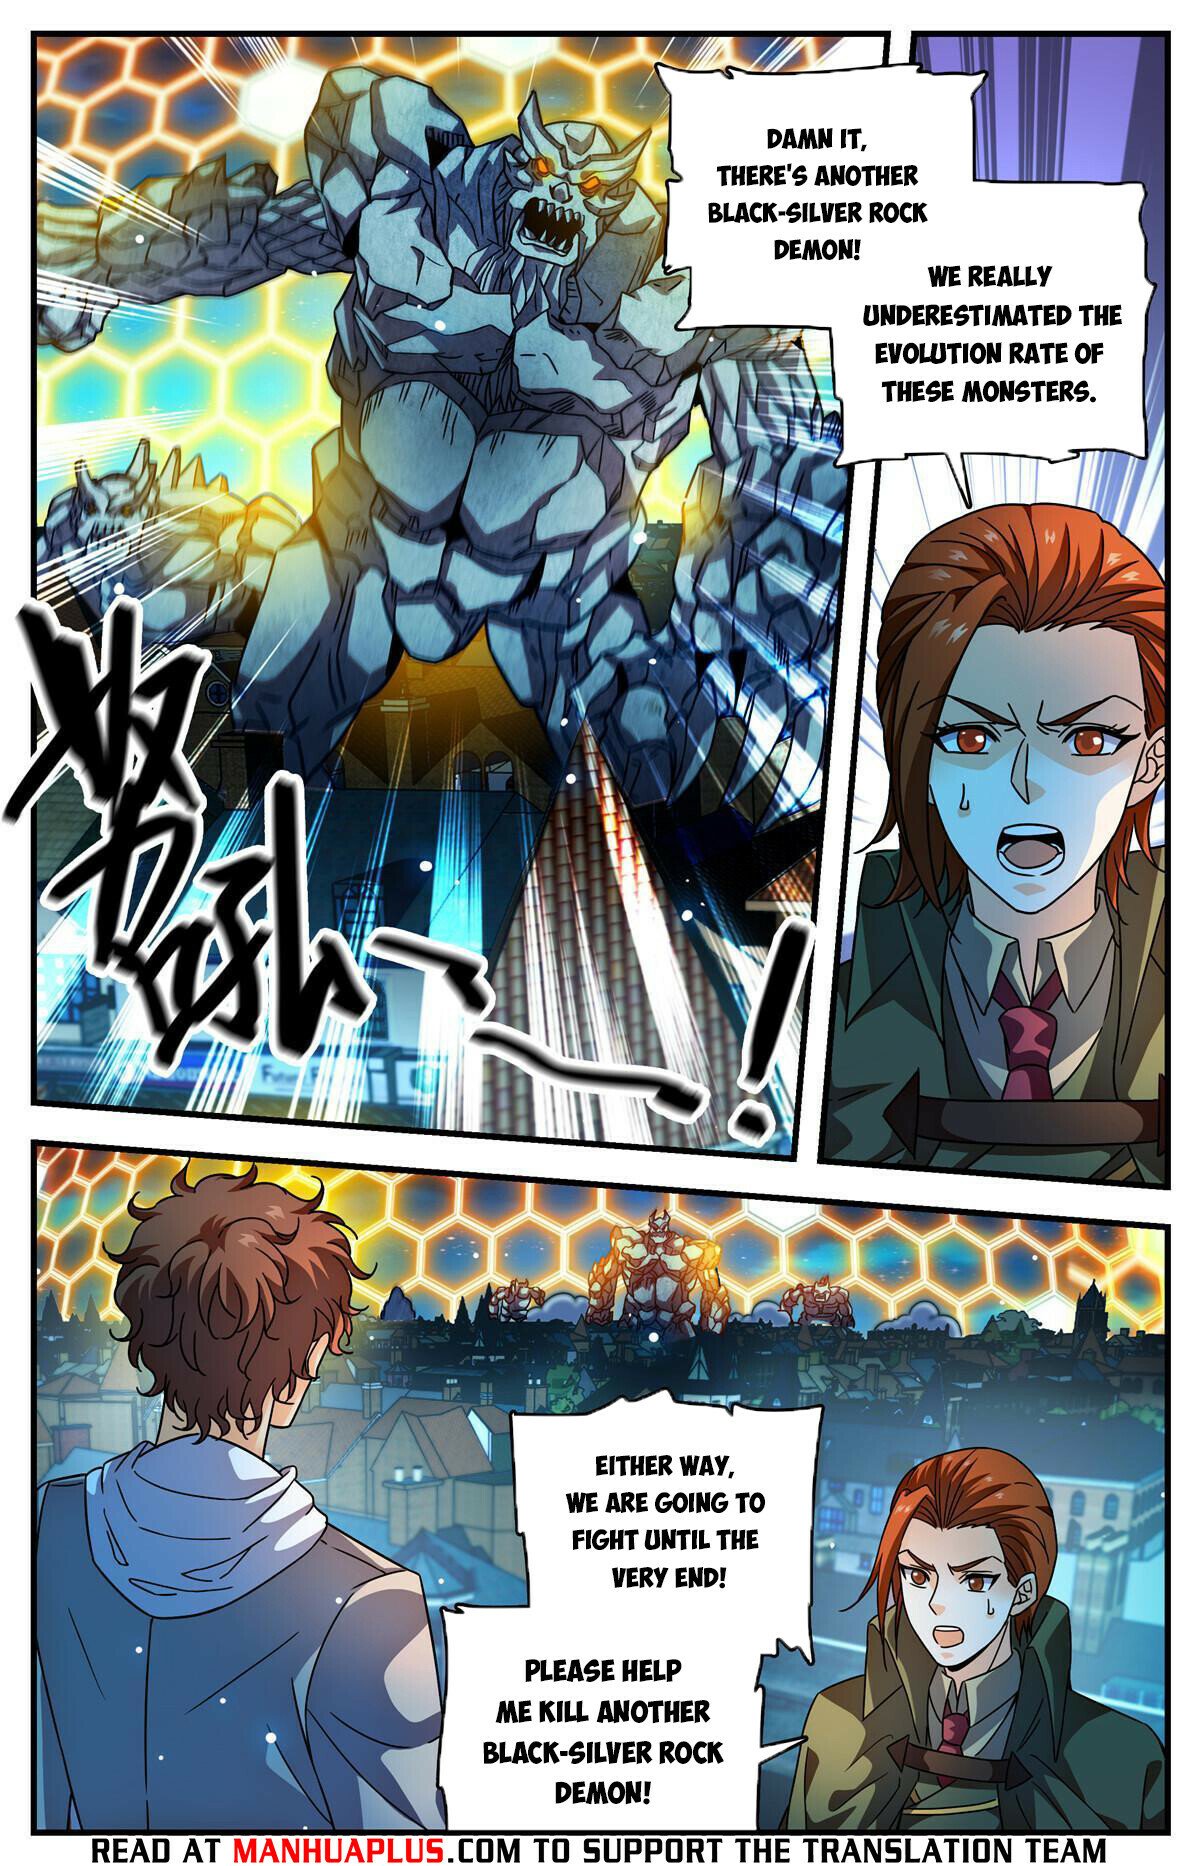 DAMN IT,
THERE'S ANOTHER
BLACK-SILVER ROCK
DEMON!
WE REALLY
UNDERESTIMATED THE
EVOLUTION RATE OF
THESE MONSTERS.
怒吼——!
EITHER WAY,
WE ARE GOING TO
FIGHT UNTIL THE
VERY END!
PLEASE HELP
ME KILL ANOTHER
BLACK-SILVER ROCK
DEMON!
READ AT MANHUAPLUS.COM TO SUPPORT THE TRANSLATION TEAM